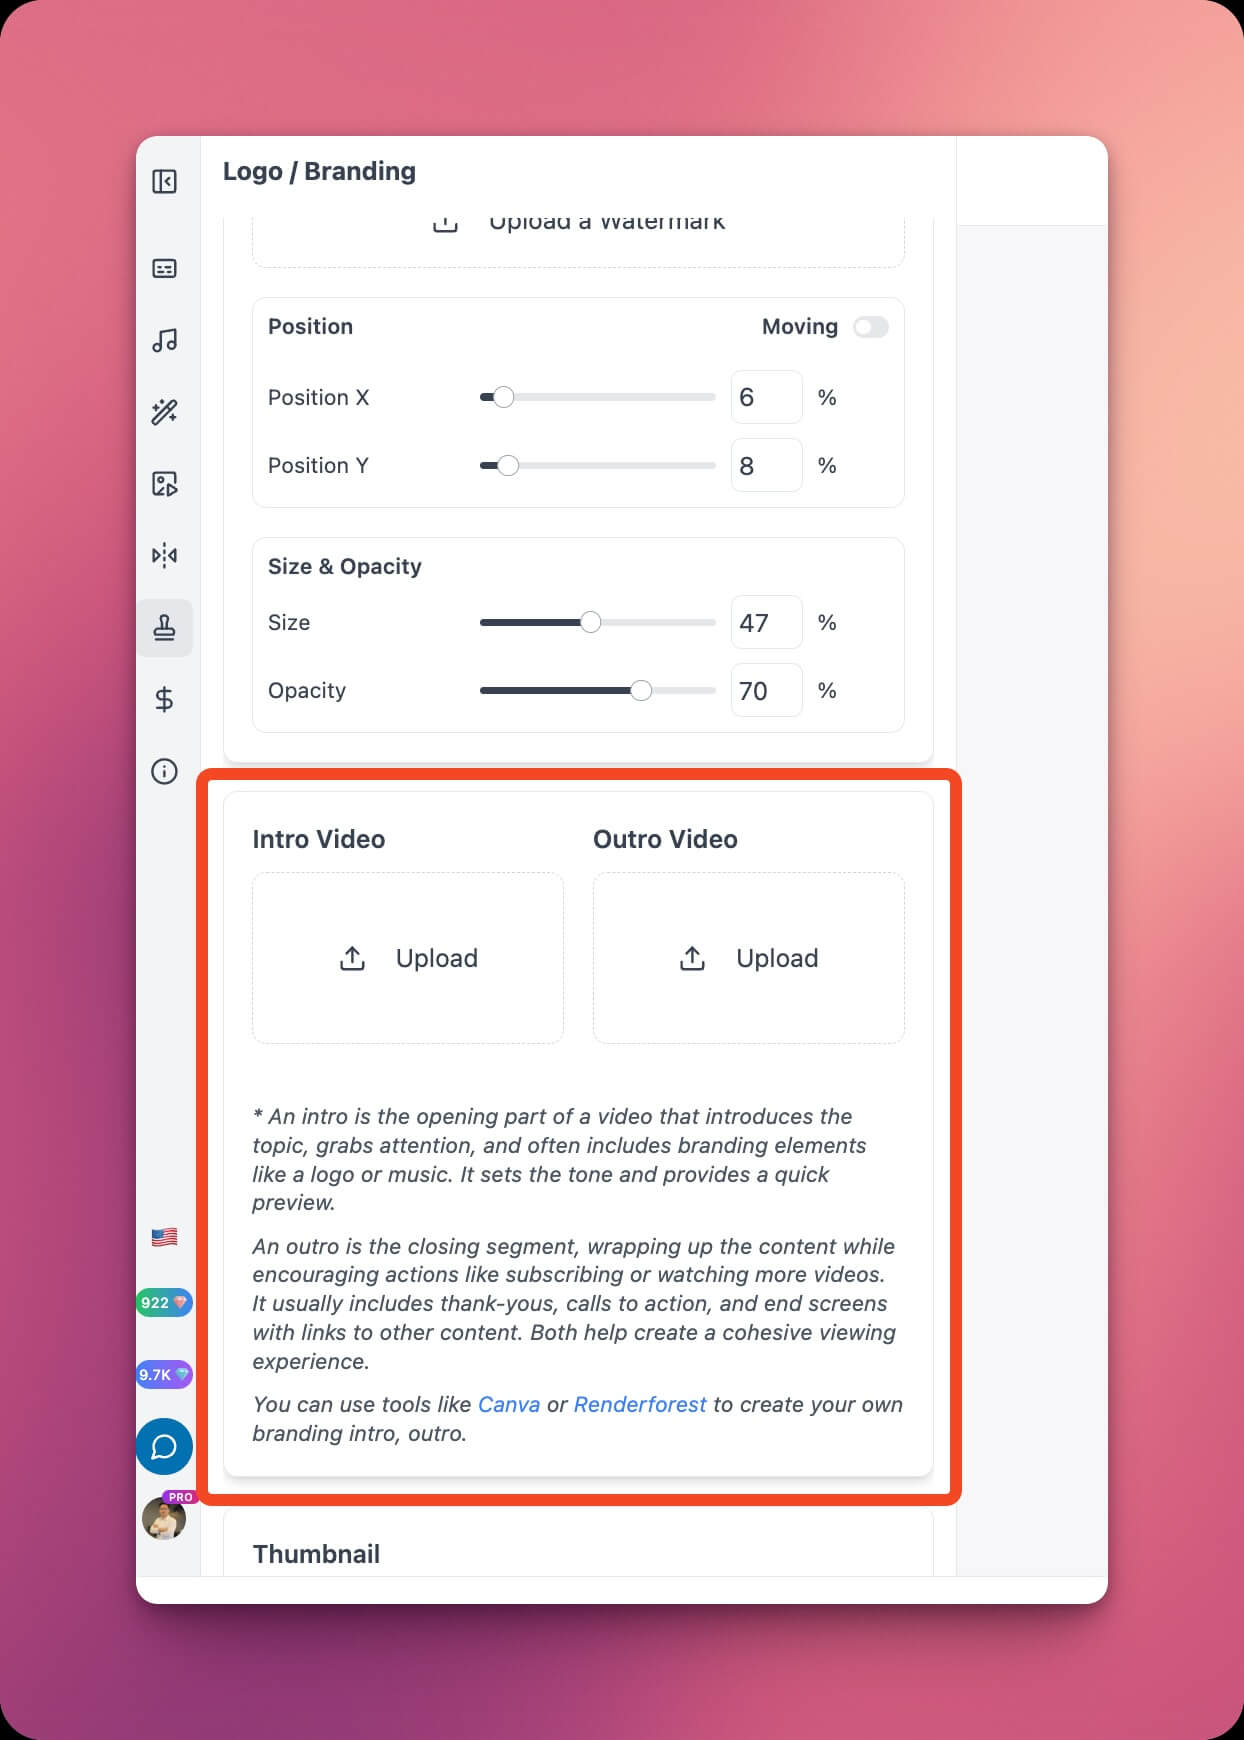 Logo / Branding
Upload a Watermark
Position
Moving
Position X
6
%
Position Y
8
%
Size & Opacity
Size
47
%
Opacity
70
%
Intro Video
Outro Video
Upload
Upload
* An intro is the opening part of a video that introduces the
topic, grabs attention, and often includes branding elements
like a logo or music. It sets the tone and provides a quick
preview.
An outro is the closing segment, wrapping up the content while
encouraging actions like subscribing or watching more videos.
It usually includes thank-yous, calls to action, and end screens
with links to other content. Both help create a cohesive viewing
experience.
You can use tools like Canva or Renderforest to create your own
branding intro, outro.
922
9.7K
PRO
Thumbnail